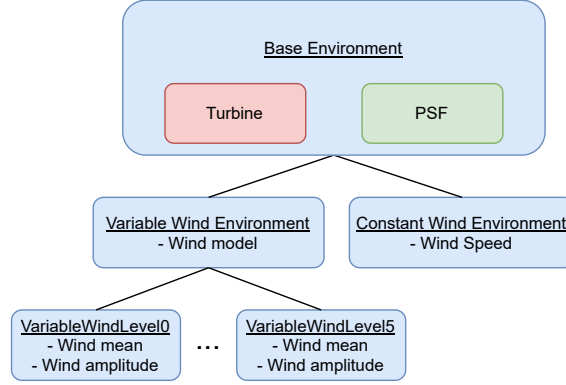 Base Environment
Turbine
PSF
Variable Wind Environment
- Wind model
Constant Wind Environment
- Wind Speed
VariableWindLevel0
- Wind mean
- Wind amplitude
...
VariableWindLevel5
- Wind mean
- Wind amplitude